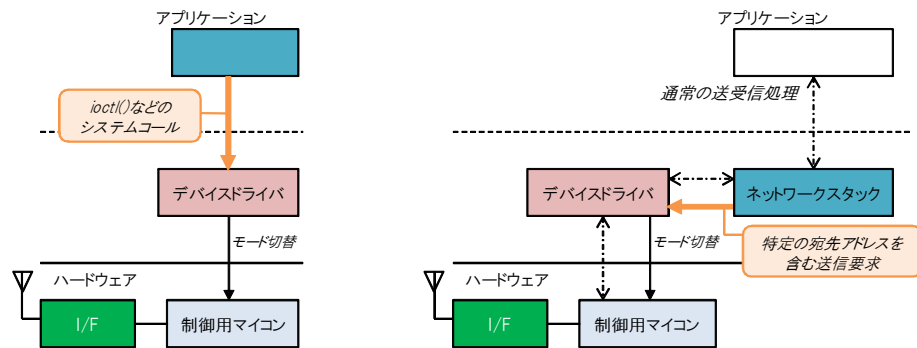 アプリケーション
ioctl()などの
システムコール
デバイスドライバ
モード切替
ハードウェア
I/F
制御用マイコン
アプリケーション
通常の送受信処理
デバイスドライバ
ネットワークスタック
モード切替
特定の宛先アドレスを
含む送信要求
ハードウェア
I/F
制御用マイコン